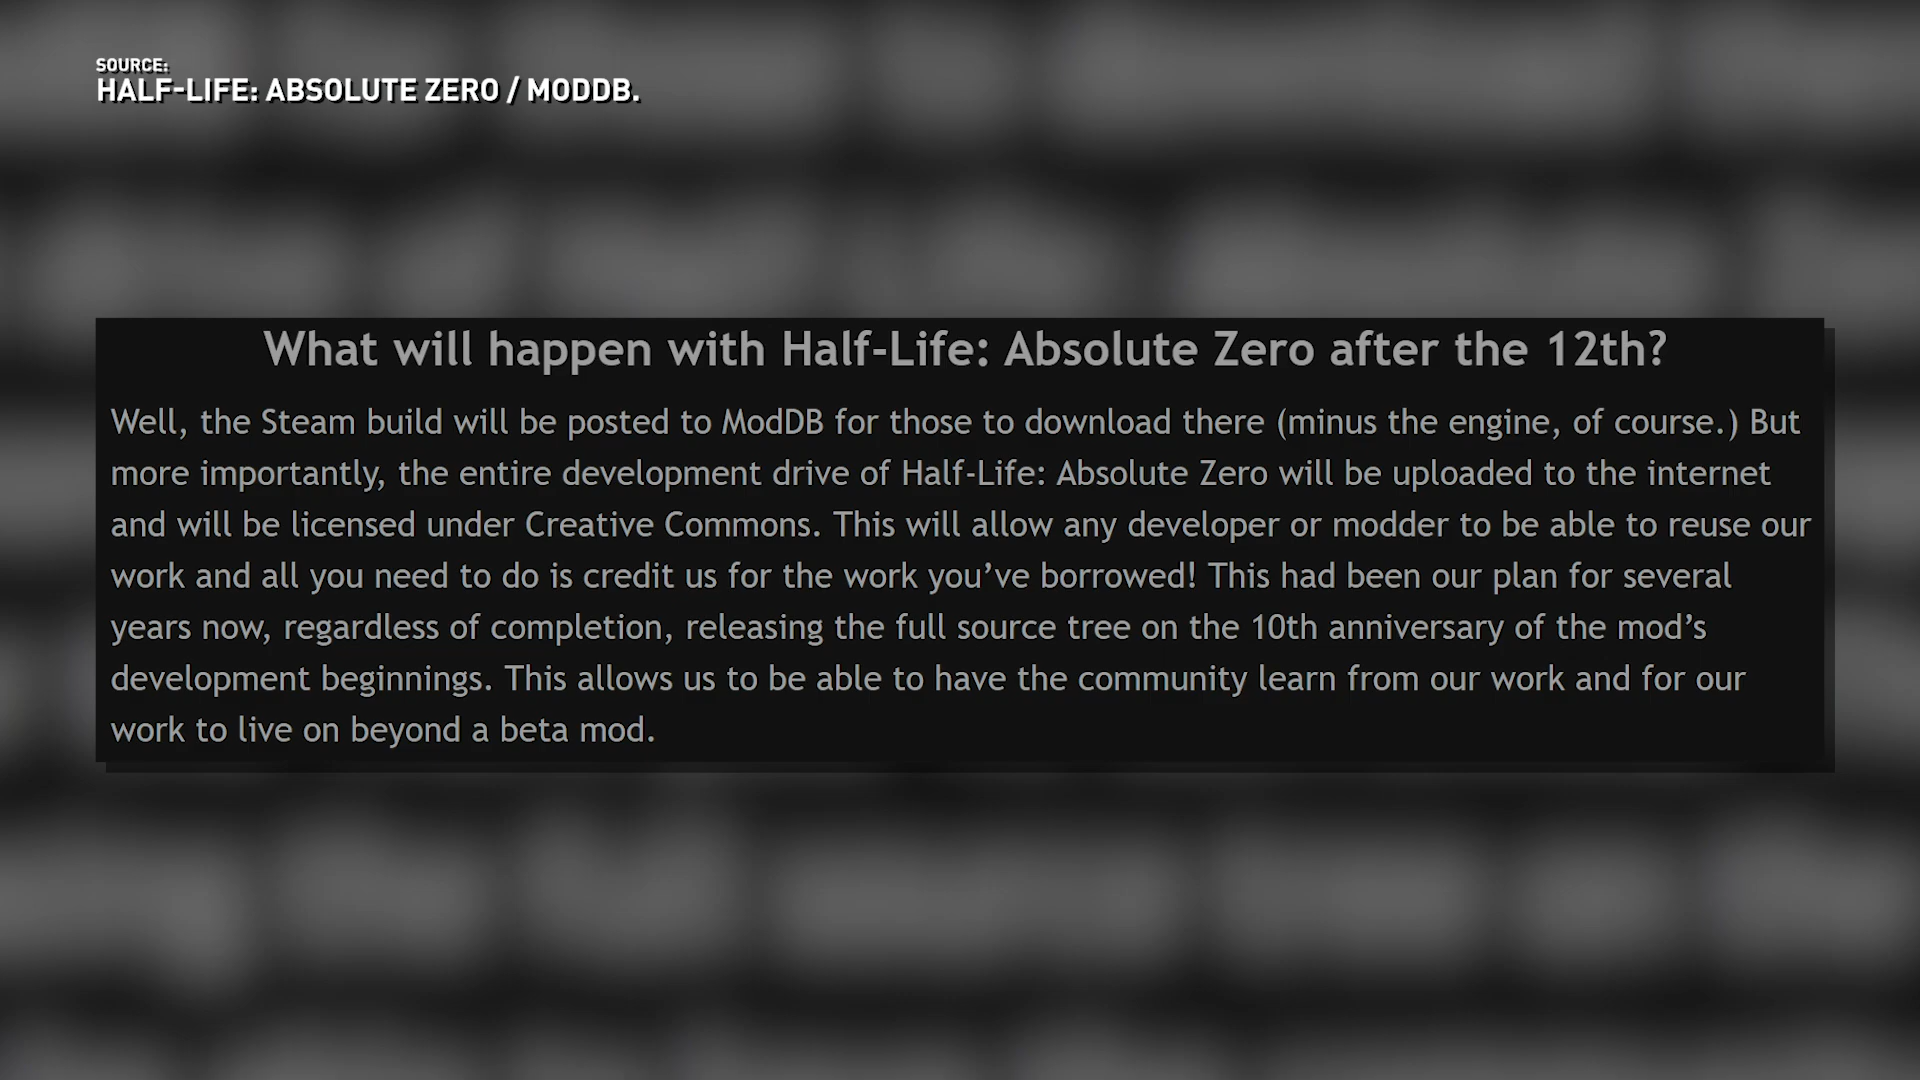 SOURCE:
HALF-LIFE: ABSOLUTE ZERO / MODDB.
What will happen with Half-Life: Absolute Zero after the 12th?
Well, the Steam build will be posted to ModDB for those to download there (minus the engine, of course.) But
more importantly, the entire development drive of Half-Life: Absolute Zero will be uploaded to the internet
and will be licensed under Creative Commons. This will allow any developer or modder to be able to reuse our
work and all you need to do is credit us for the work you’ve borrowed! This had been our plan for several
years now, regardless of completion, releasing the full source tree on the 10th anniversary of the mod’s
development beginnings. This allows us to be able to have the community learn from our work and for our
work to live on beyond a beta mod.